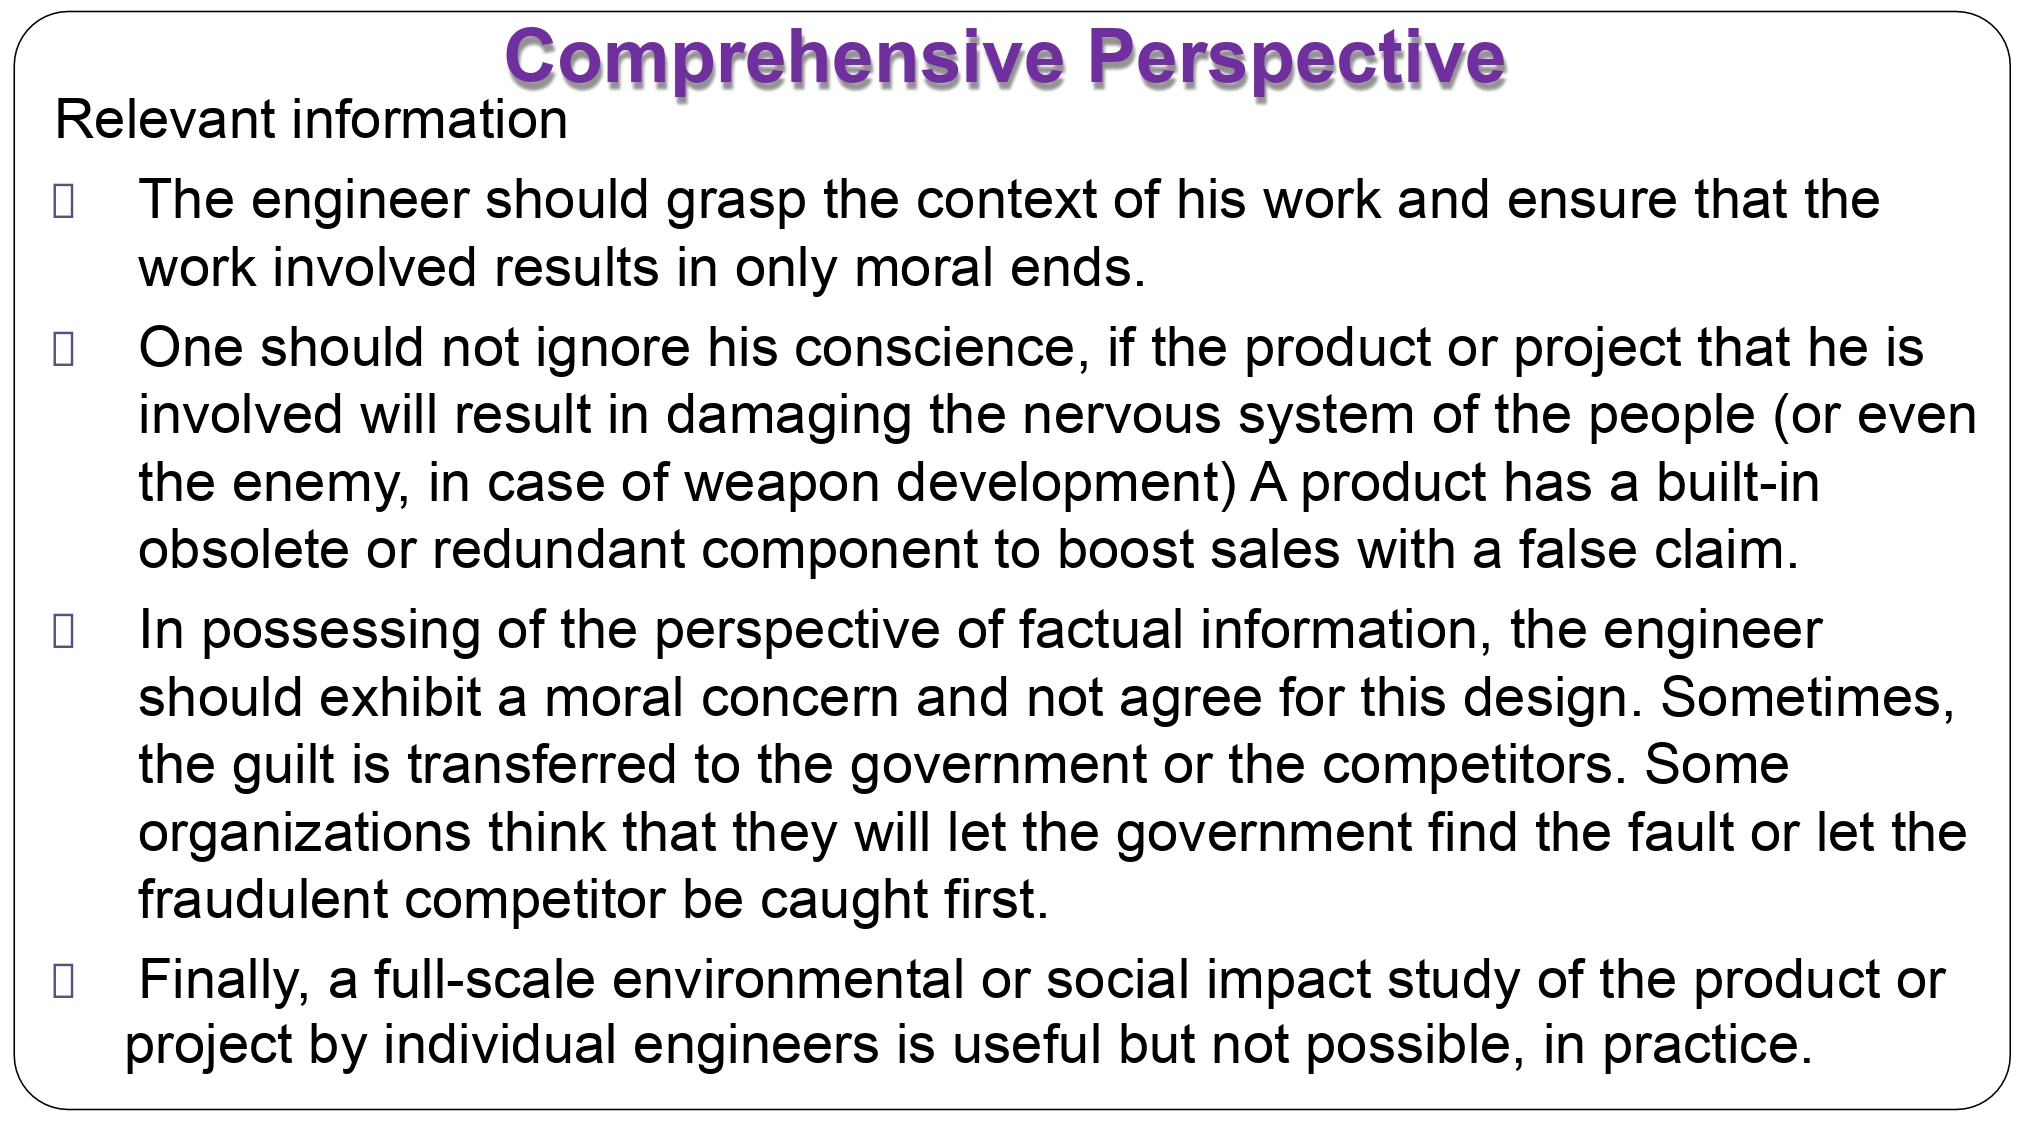 Comprehensive Perspective
Relevant information
The engineer should grasp the context of his work and ensure that the
work involved results in only moral ends.
One should not ignore his conscience, if the product or project that he is
involved will result in damaging the nervous system of the people (or even
the enemy, in case of weapon development) A product has a built-in
obsolete or redundant component to boost sales with a false claim.
In possessing of the perspective of factual information, the engineer
should exhibit a moral concern and not agree for this design. Sometimes,
the guilt is transferred to the government or the competitors. Some
organizations think that they will let the government find the fault or let the
fraudulent competitor be caught first.
Finally, a full-scale environmental or social impact study of the product or
project by individual engineers is useful but not possible, in practice.